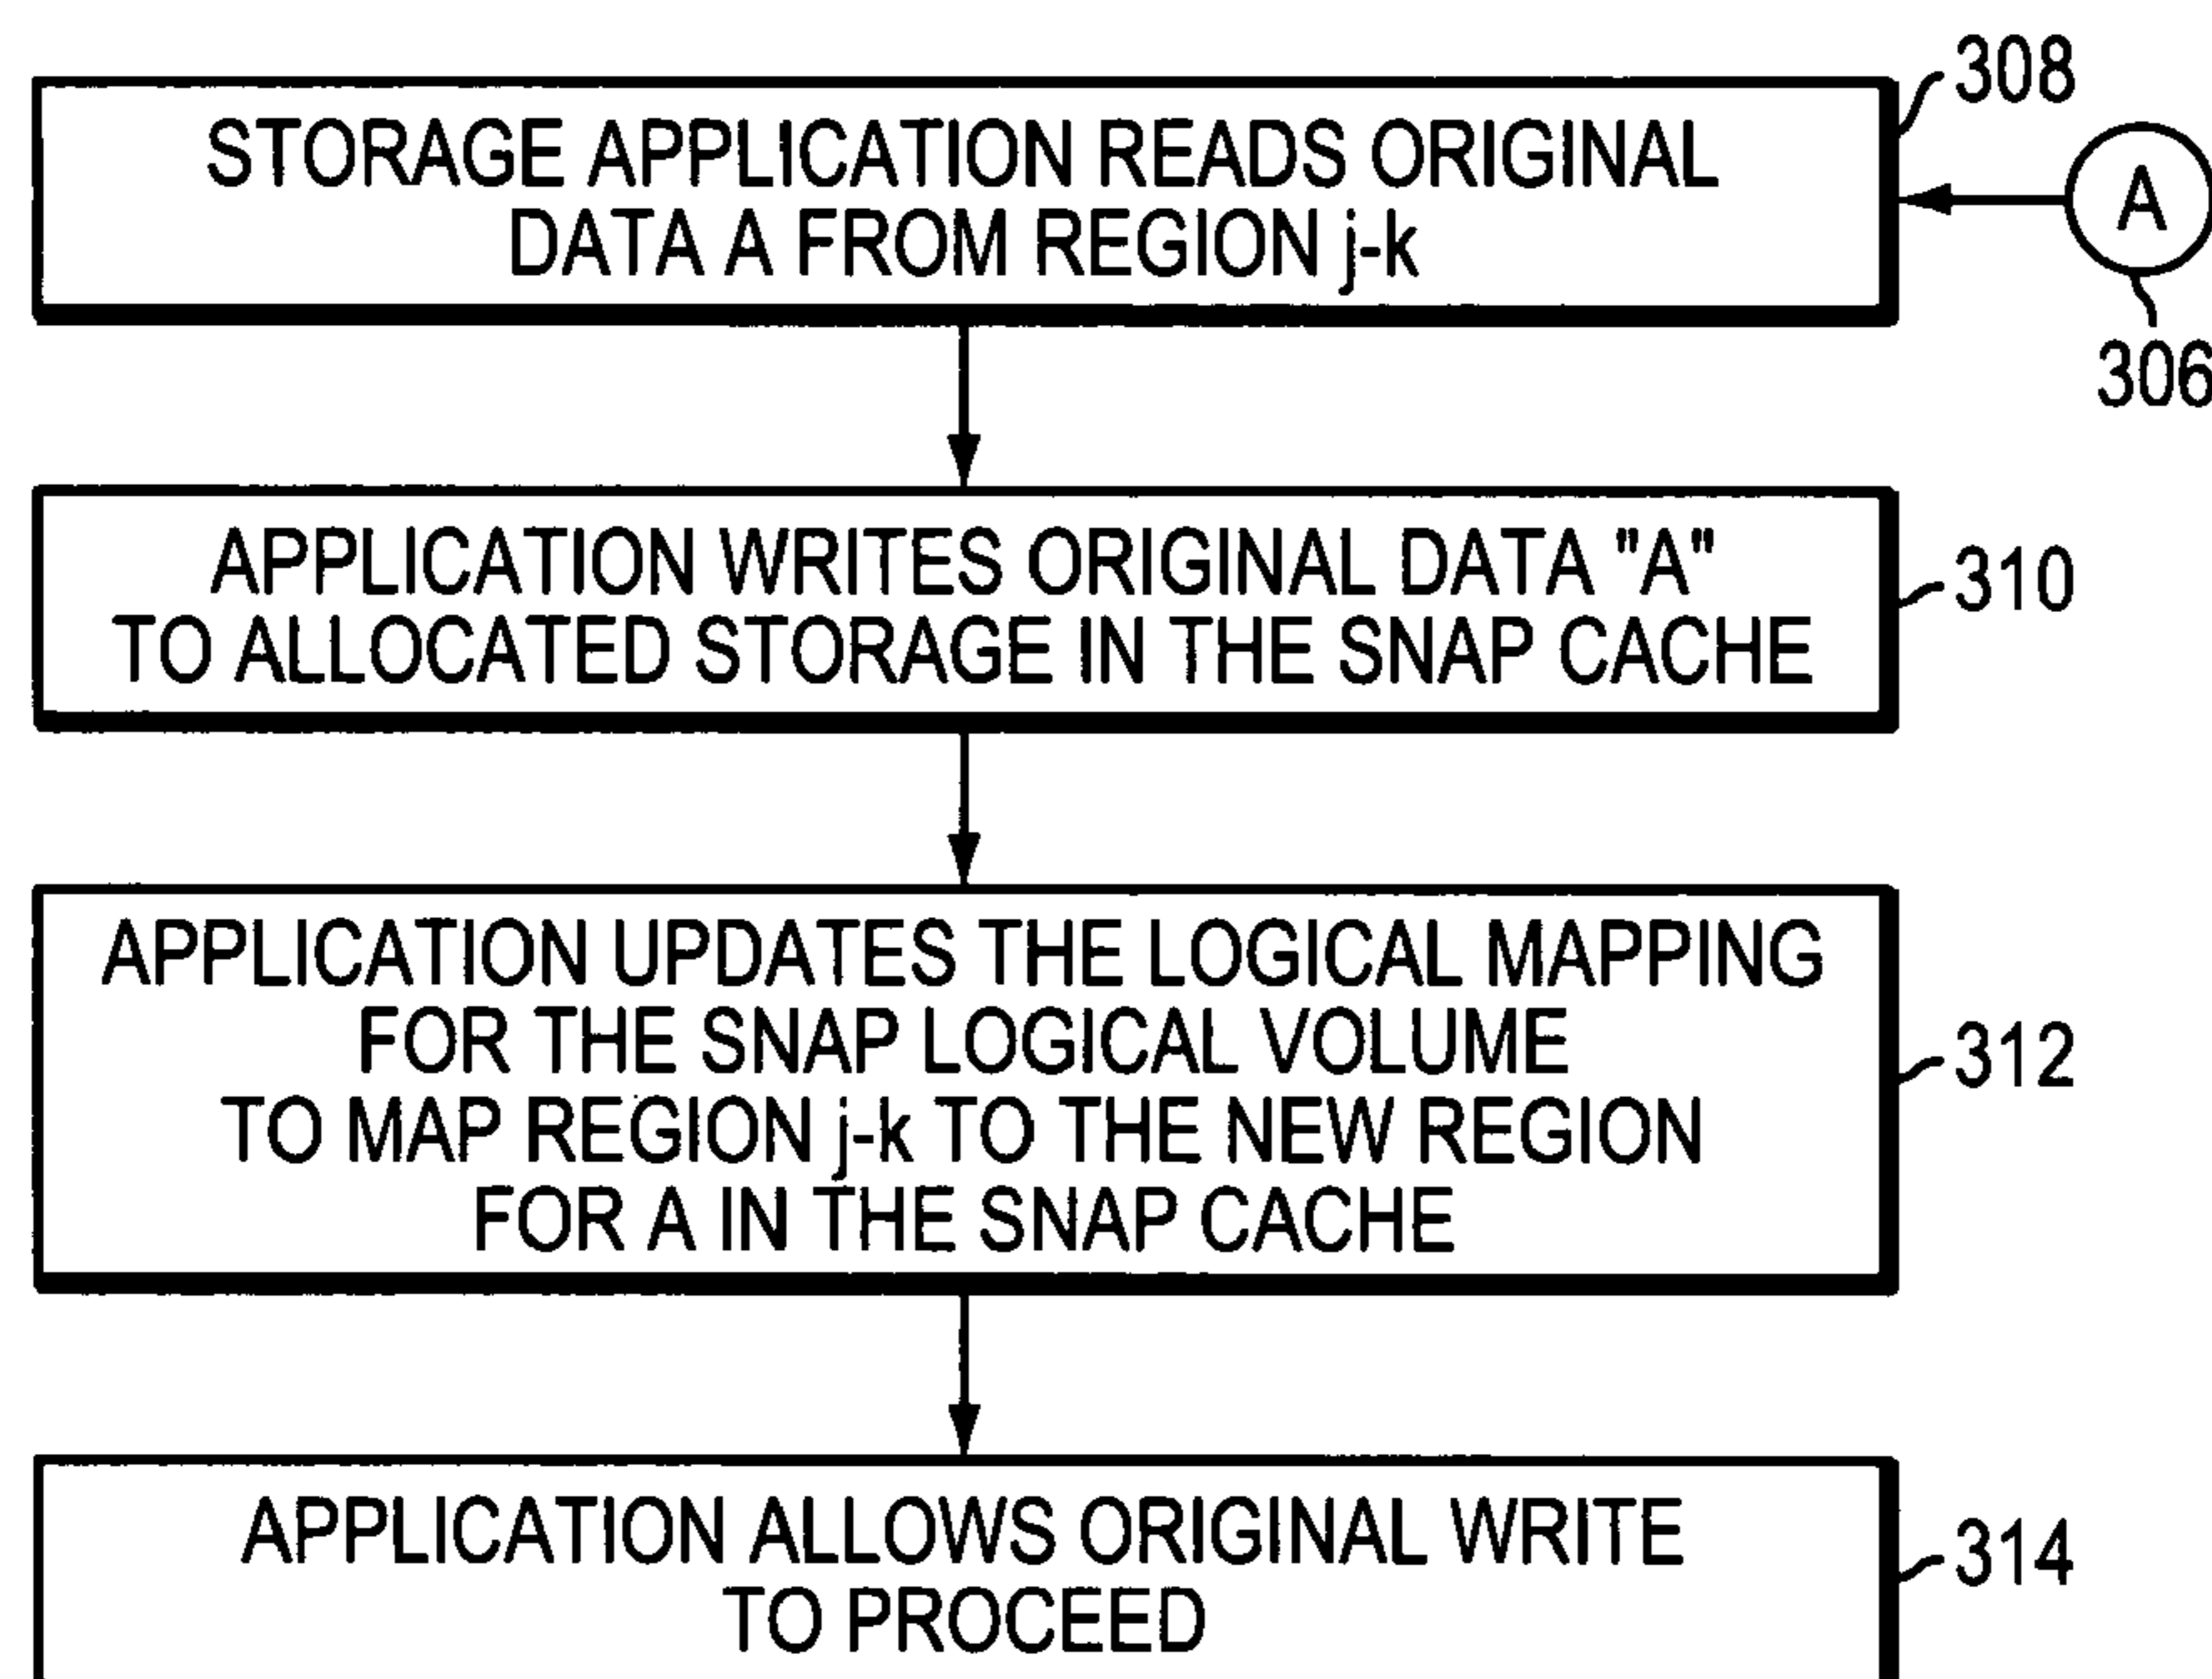 308
STORAGE APPLICATION READS ORIGINAL
DATA A FROM REGION j-k
A
306
APPLICATION WRITES ORIGINAL DATA "A"
TO ALLOCATED STORAGE IN THE SNAP CACHE
310
APPLICATION UPDATES THE LOGICAL MAPPING
FOR THE SNAP LOGICAL VOLUME
TO MAP REGION j-k TO THE NEW REGION
FOR A IN THE SNAP CACHE
312
APPLICATION ALLOWS ORIGINAL WRITE
TO PROCEED
314